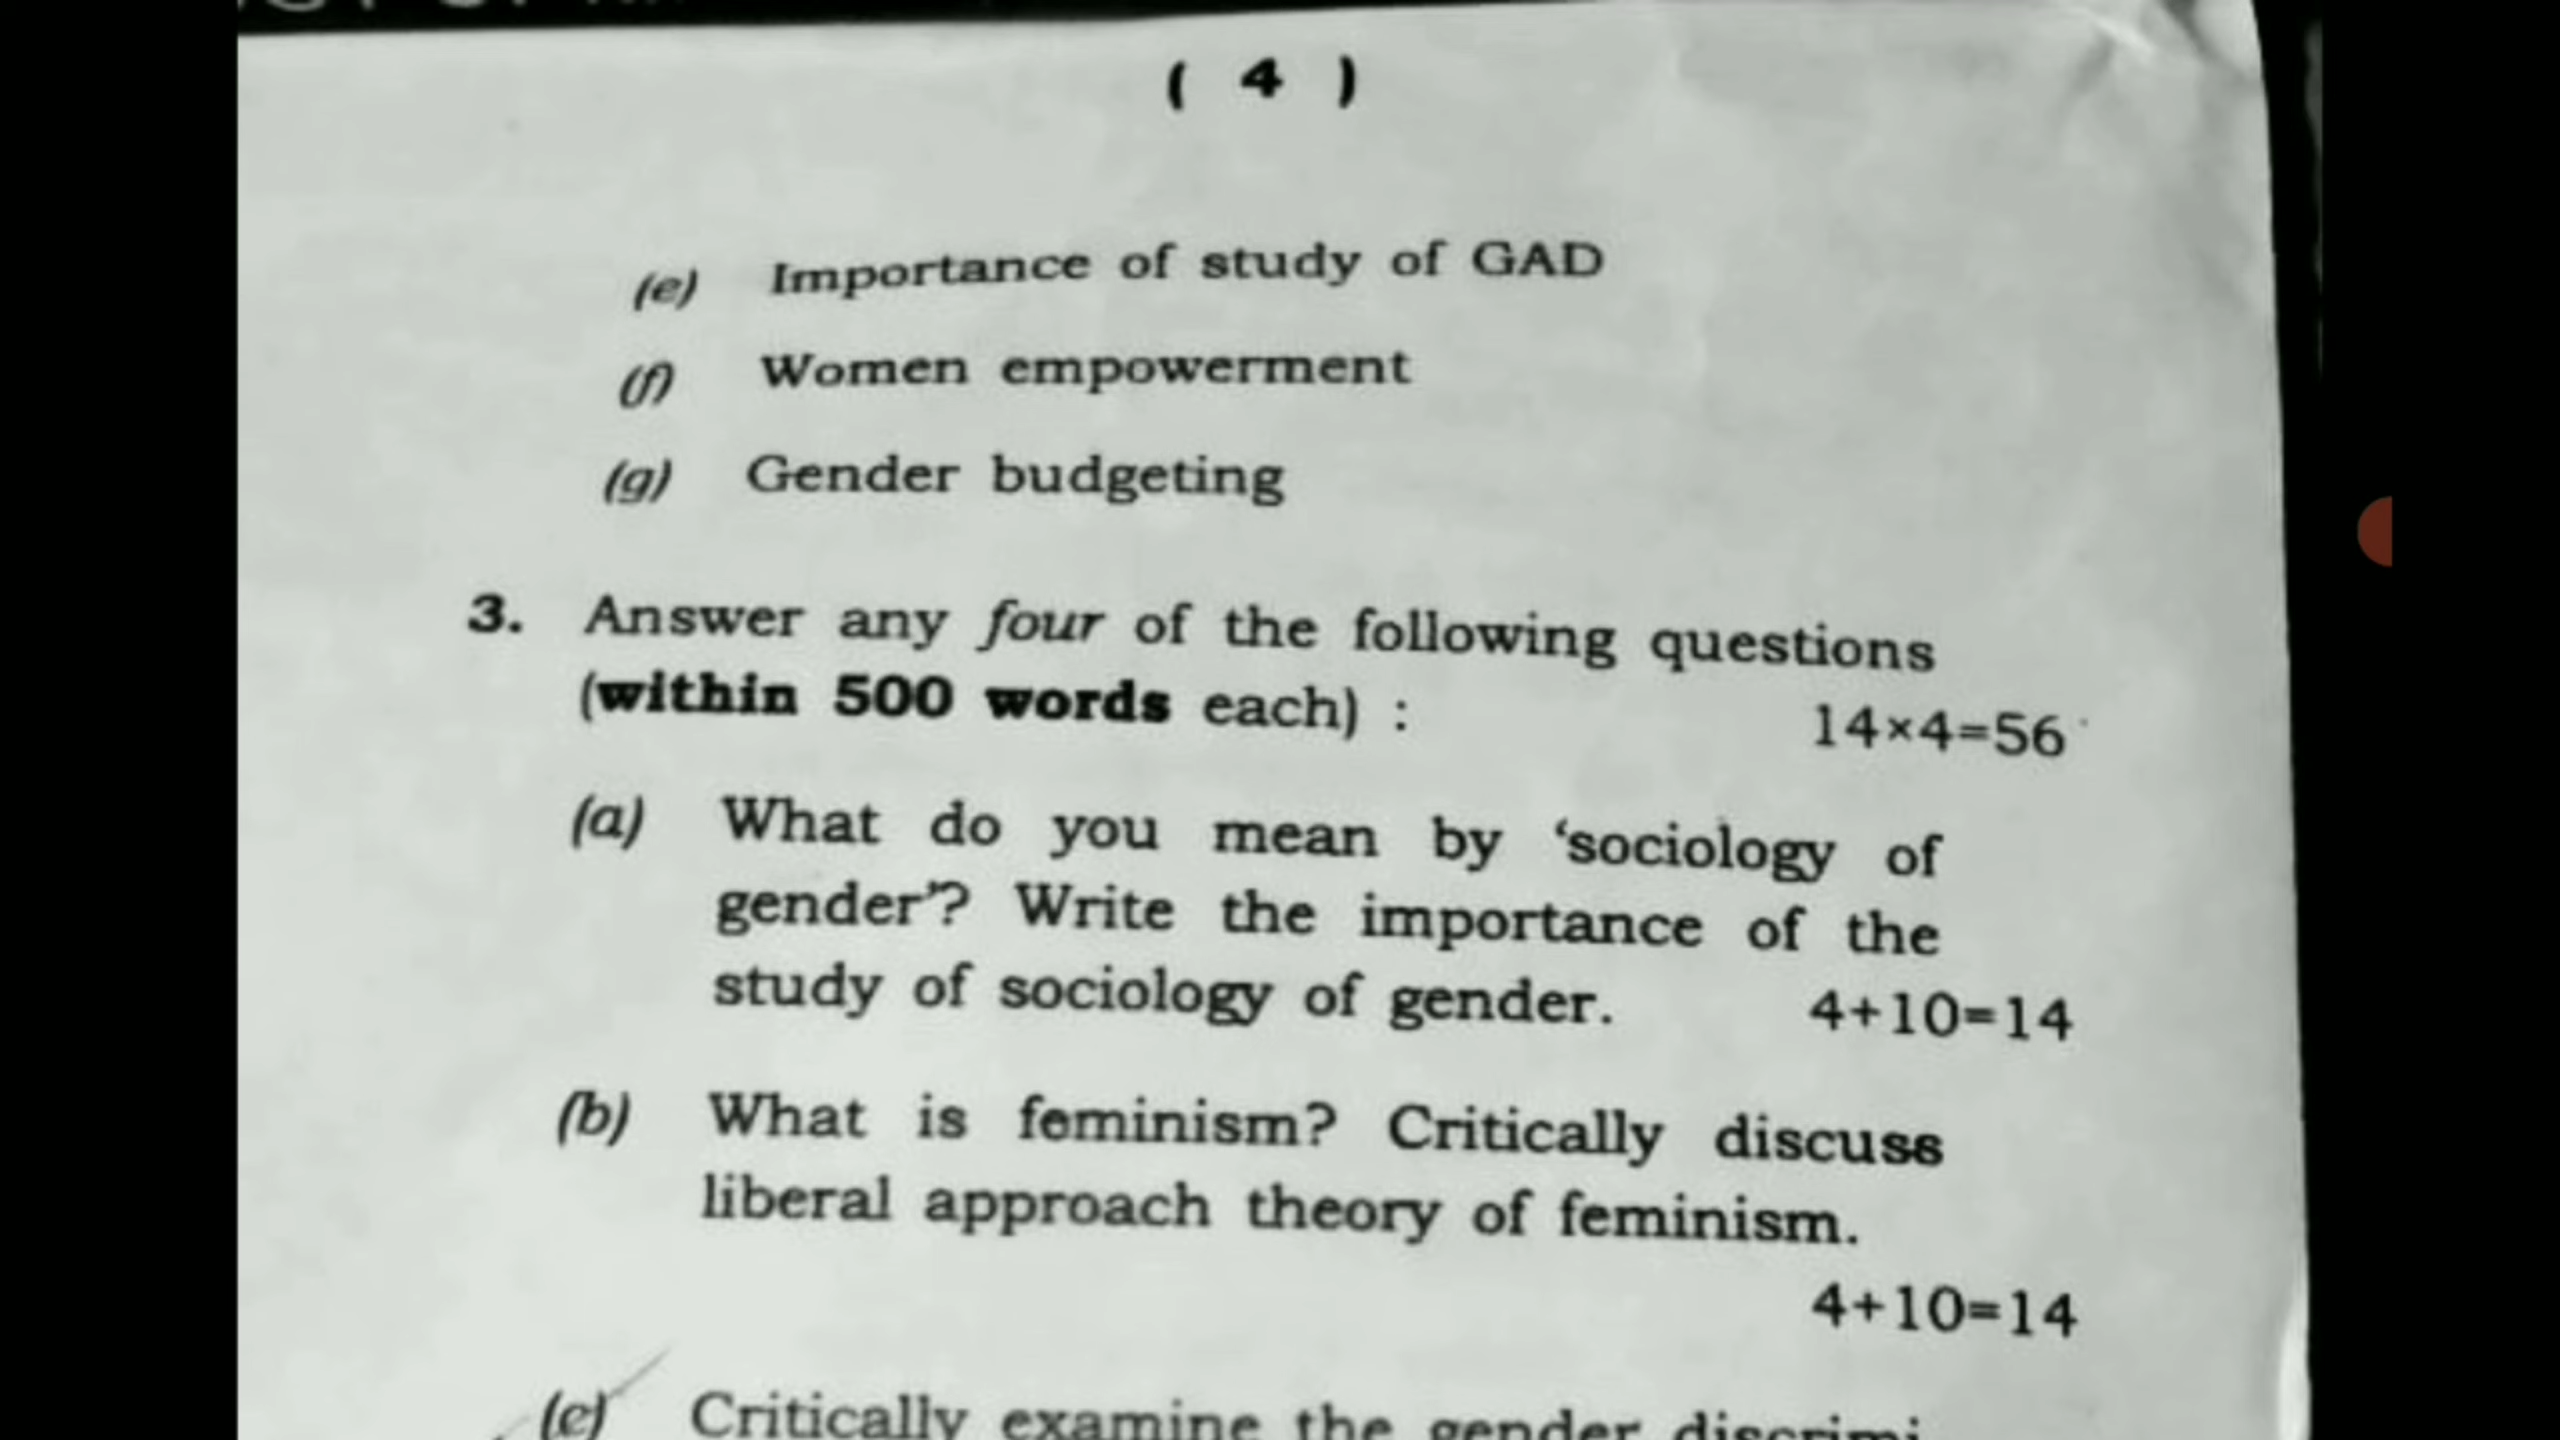 ( 4 )
(e) Importance of study of GAD
(f) Women empowerment
(g) Gender budgeting
3. Answer any four of the following questions
(within 500 words each) : 14×4=56
(a) What do you mean by ‘sociology of
gender’? Write the importance of the
study of sociology of gender. 4+10=14
(b) What is feminism? Critically discuss
liberal approach theory of feminism.
4+10=14
(c) Critically examine the gender discrimi